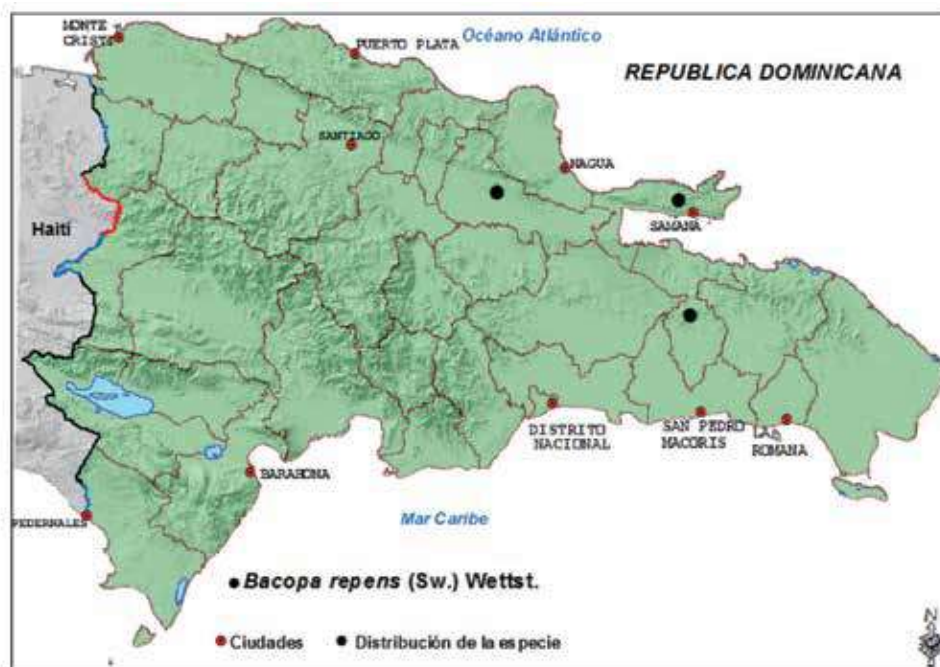 MONTE
CRISTI
PUERTO PLATA
Océano Atlántico
REPUBLICA DOMINICANA
SANTIAGO
NAGUA
Haití
SAMANA
DISTRITO
NACIONAL
SAN PEDRO
MACORIS
LA
ROMANA
BARAHONA
PEDERNALES
Mar Caribe
Bacopa repens (Sw.) Wettst.
Ciudades
Distribución de la especie
N